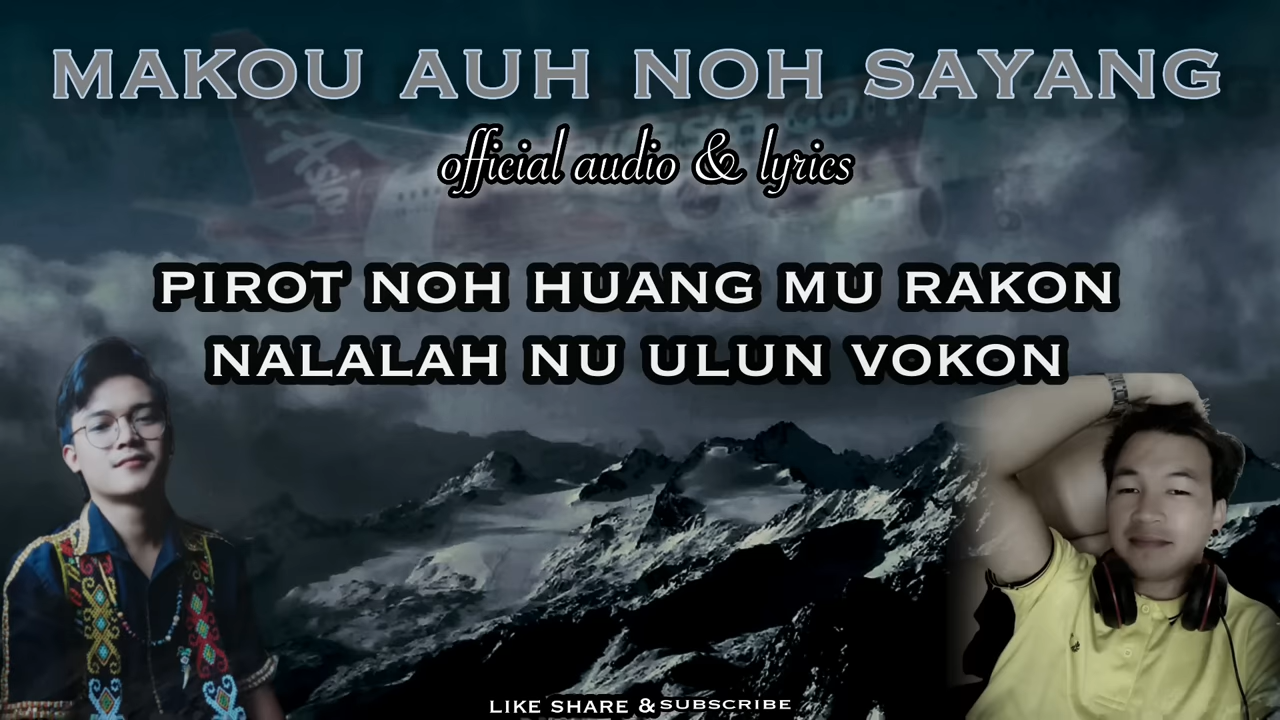 MAKOU AUH NOH SAYANG
official audio & lyrics
PIROT NOH HUANG MU RAKON
NALALAH NU ULUN VOKON
LIKE SHARE & SUBSCRIBE